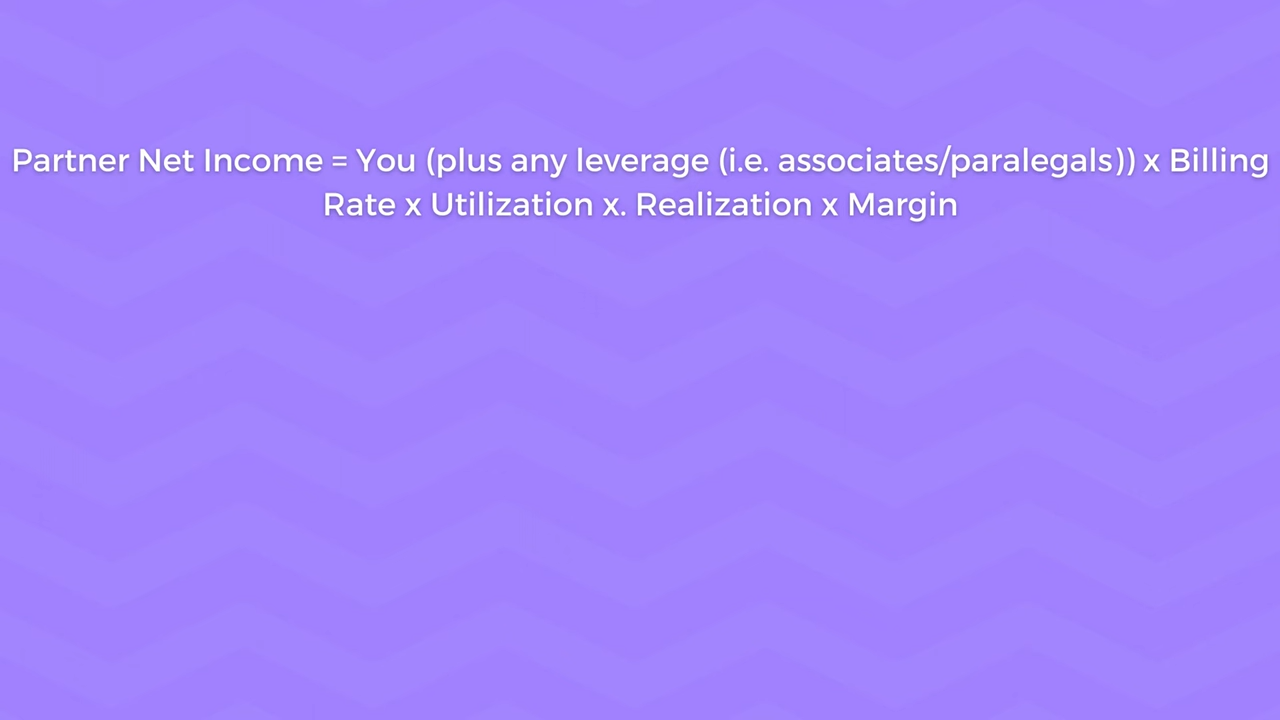 Partner Net Income = You (plus any leverage (i.e. associates/paralegals)) x Billing
Rate x Utilization x. Realization x Margin